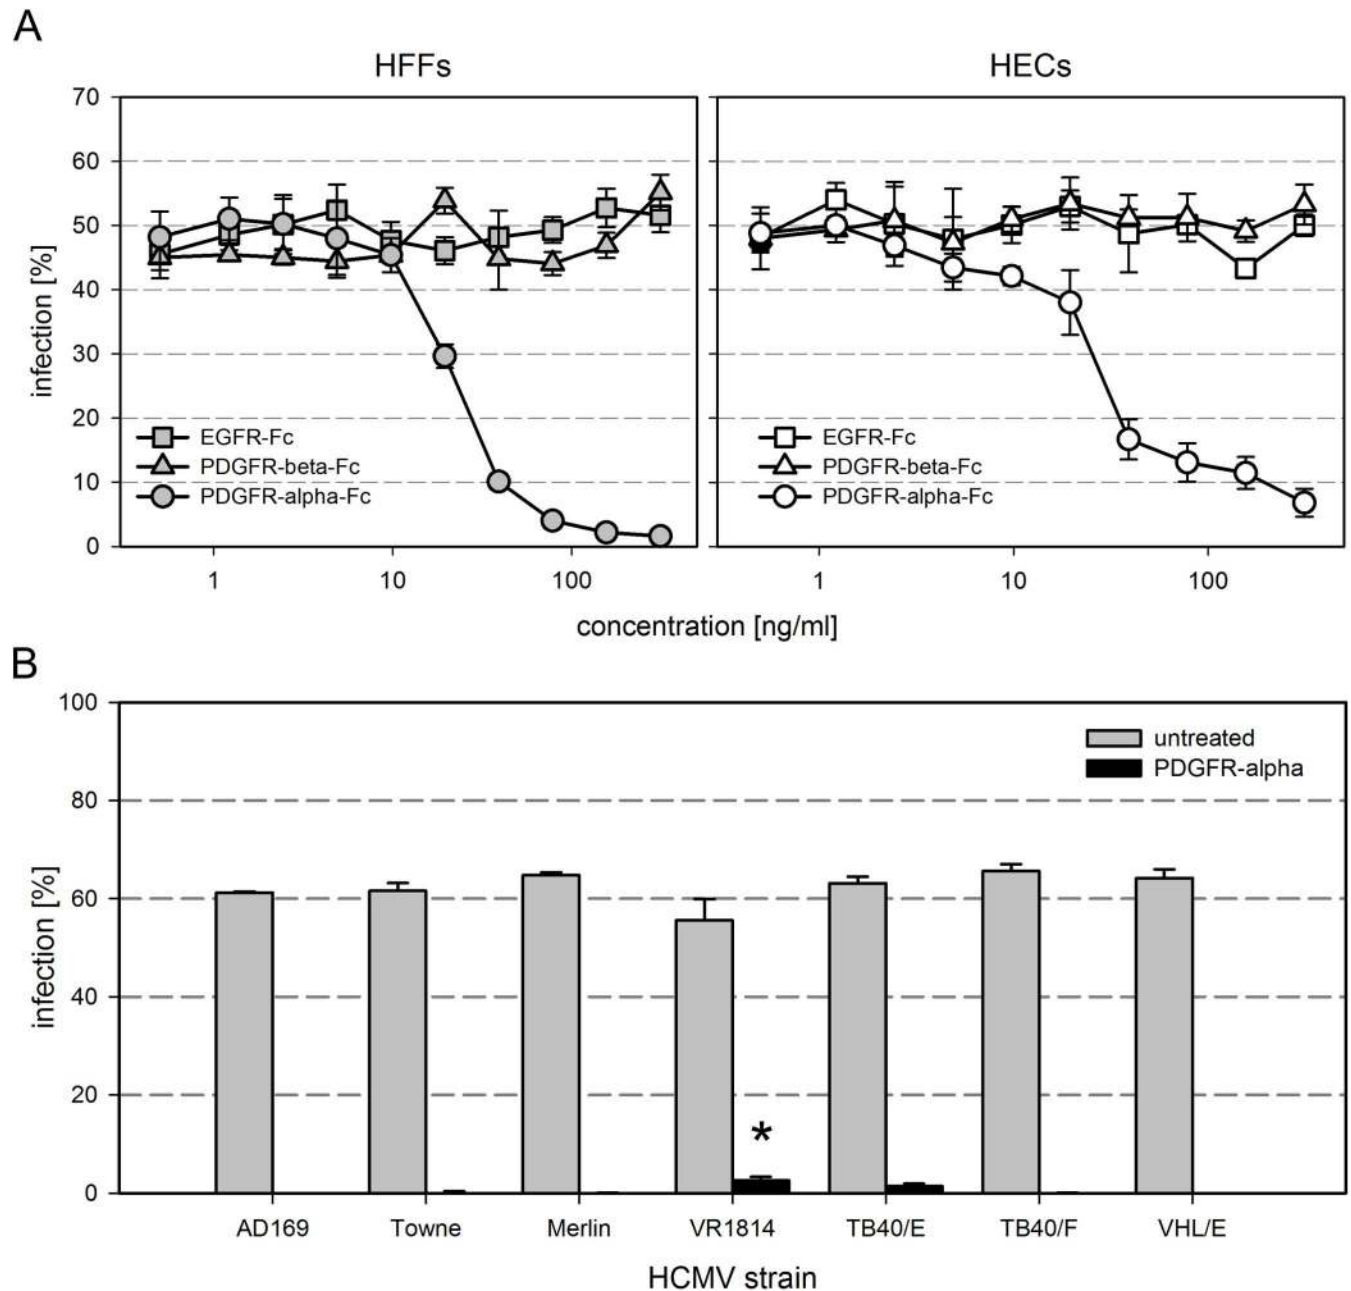 A
HFFs
HECs
70
60
50
40
30
20
10
0
infection [%]
EGFR-Fc
PDGFR-beta-Fc
PDGFR-alpha-Fc
EGFR-Fc
PDGFR-beta-Fc
PDGFR-alpha-Fc
1 10 100
1 10 100
concentration [ng/ml]
B
100
80
60
40
20
0
infection [%]
untreated
PDGFR-alpha
*
AD169 Towne Merlin VR1814 TB40/E TB40/F VHL/E
HCMV strain